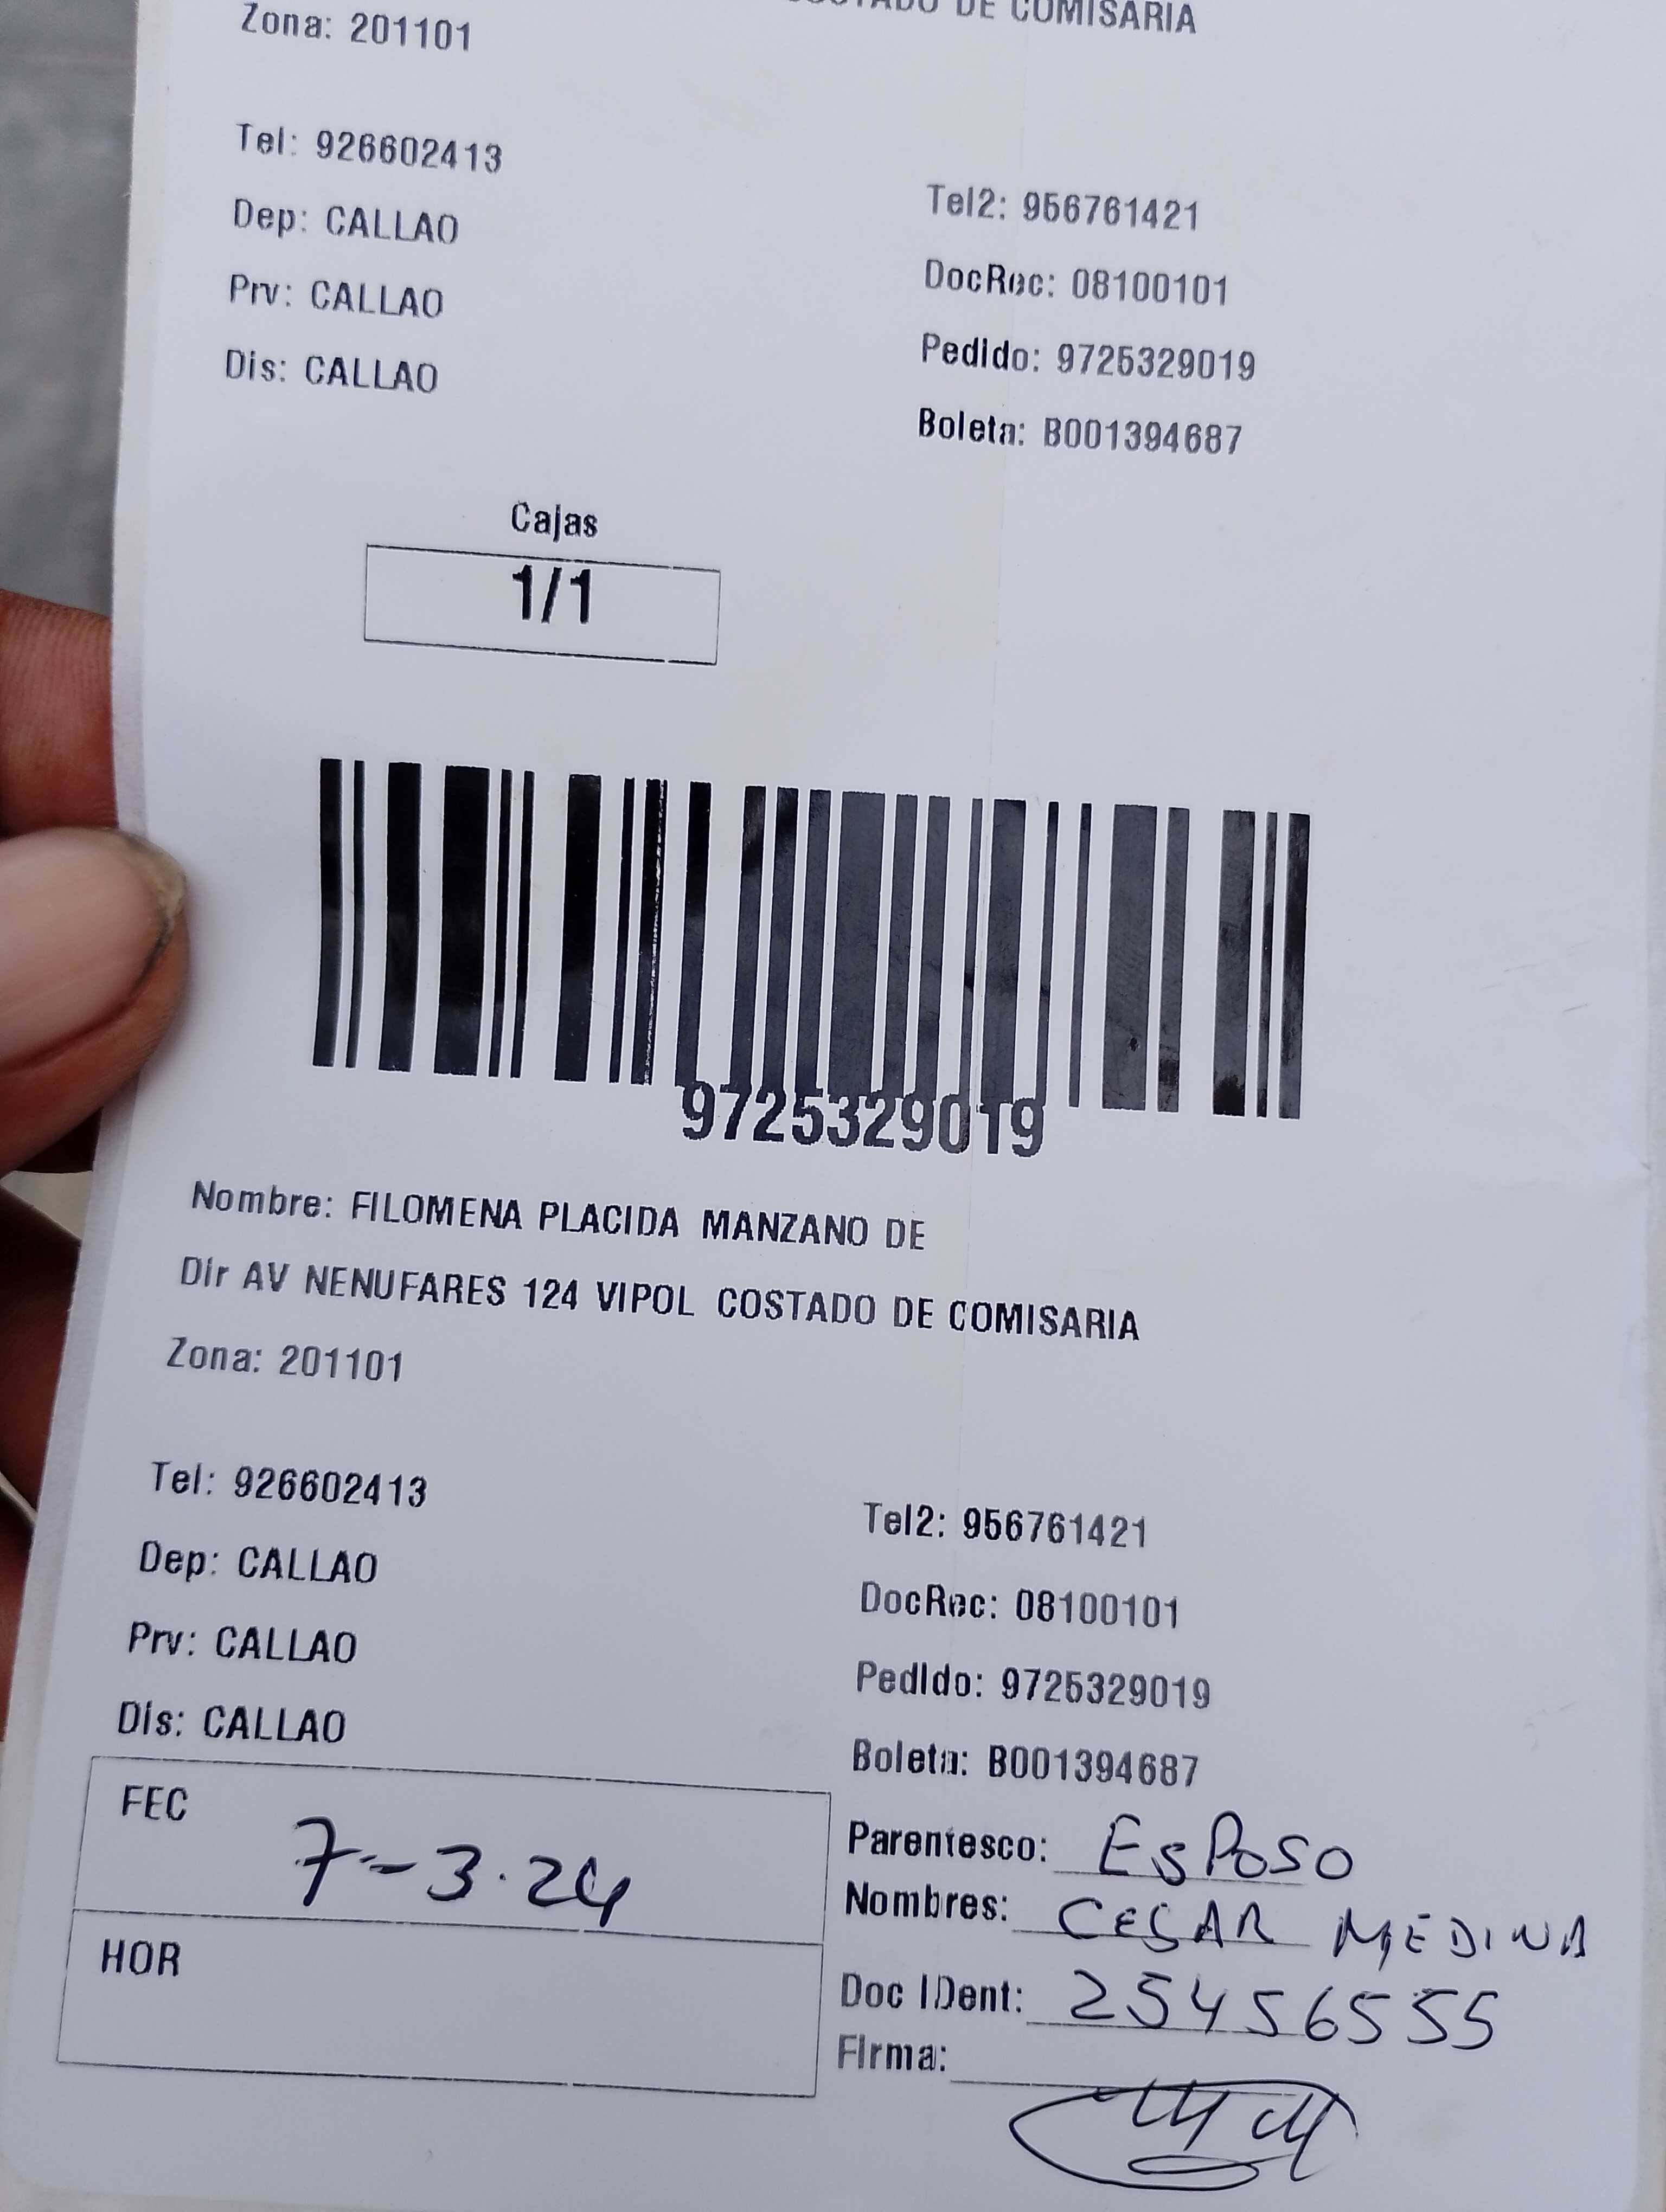 DE COMISARIA
Zona: 201101
Tel: 926602413
Tel2: 956761421
Dep: CALLAO
DocRec: 08100101
Prv: CALLAO
Pedido: 9725329019
Dis: CALLAO
Boleta: B001394687
Cajas
1/1
9725329019
Nombre: FILOMENA PLACIDA MANZANO DE
Dir AV NENUFARES 124 VIPOL COSTADO DE COMISARIA
Zona: 201101
Tel: 926602413
Tel2: 956761421
Dep: CALLAO
DocRec: 08100101
Prv: CALLAO
Pedido: 9725329019
Dis: CALLAO
Boleta: B001394687
FEC 7-3.24
Parentesco: ESPOSO
Nombres: CESAR MEDINA
HOR
Doc IDent: 25456555
Firma: